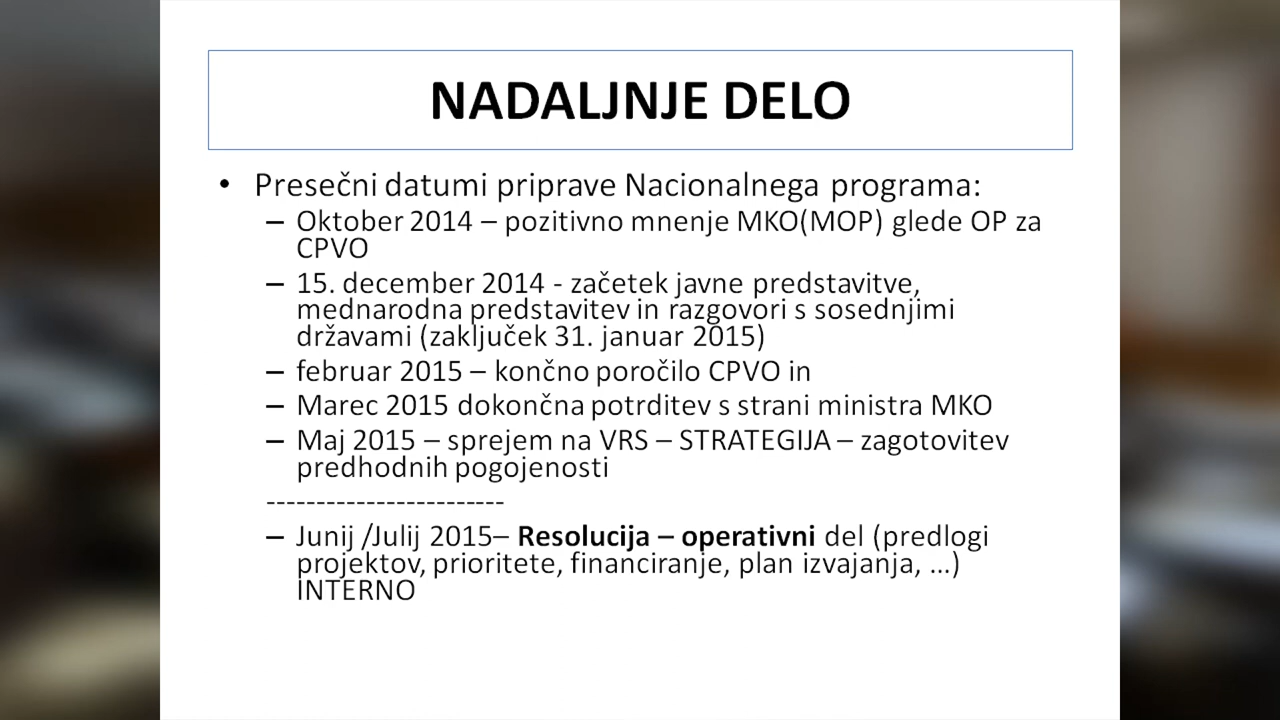 NADALJNJE DELO
• Presečni datumi priprave Nacionalnega programa:
– Oktober 2014 – pozitivno mnenje MKO(MOP) glede OP za
CPVO
– 15. december 2014 - začetek javne predstavitve,
mednarodna predstavitev in razgovori s sosednjimi
državami (zaključek 31. januar 2015)
– februar 2015 – končno poročilo CPVO in
– Marec 2015 dokončna potrditev s strani ministra MKO
– Maj 2015 – sprejem na VRS – STRATEGIJA – zagotovitev
predhodnih pogojenosti
------------------------
– Junij /Julij 2015– Resolucija – operativni del (predlogi
projektov, prioritete, financiranje, plan izvajanja, ...)
INTERNO